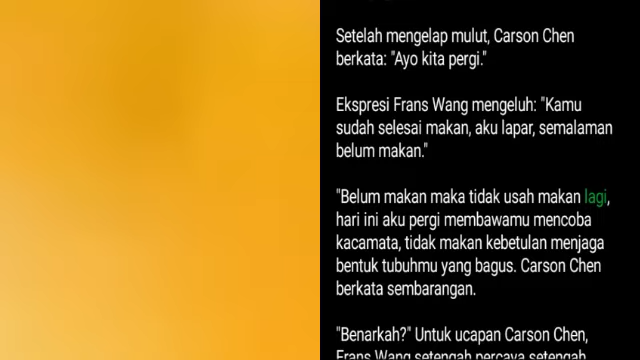 Setelah mengelap mulut, Carson Chen
berkata: "Ayo kita pergi."
Ekspresi Frans Wang mengeluh: "Kamu
sudah selesai makan, aku lapar, semalaman
belum makan."
"Belum makan maka tidak usah makan lagi,
hari ini aku pergi membawamu mencoba
kacamata, tidak makan kebetulan menjaga
bentuk tubuhmu yang bagus. Carson Chen
berkata sembarangan.
"Benarkah?" Untuk ucapan Carson Chen,
Frans Wang setengah percaya setengah